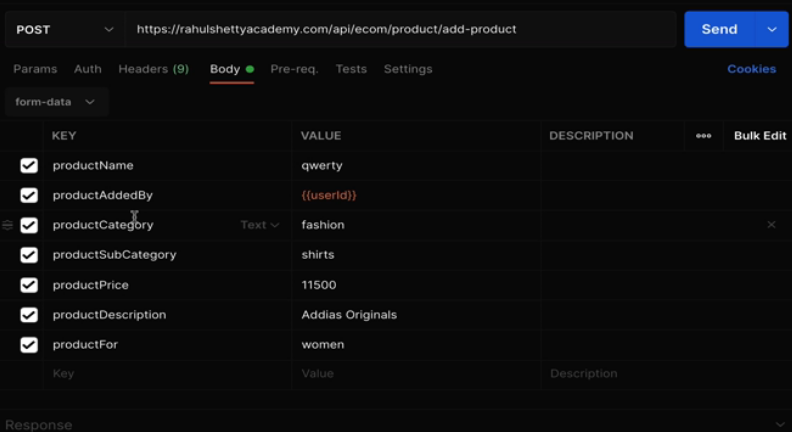 POST https://rahulshettyacademy.com/api/ecom/product/add-product Send
Params Auth Headers (9) Body Pre-req. Tests Settings Cookies
form-data
KEY VALUE DESCRIPTION Bulk Edit
productName qwerty
productAddedBy {{userId}}
productCategory Text fashion
productSubCategory shirts
productPrice 11500
productDescription Addias Originals
productFor women
Key Value Description
Response